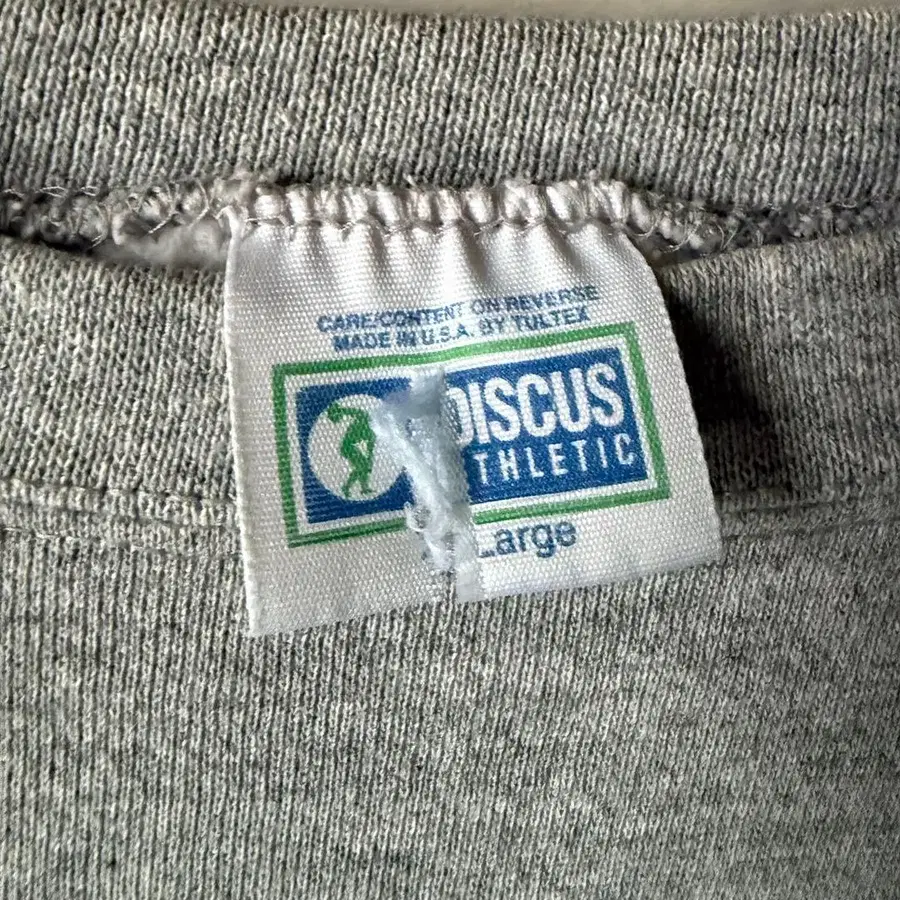 CARE/CONTENT ON REVERSE
MADE IN U.S.A. BY TULTEX
DISCUS
THLETIC
Large